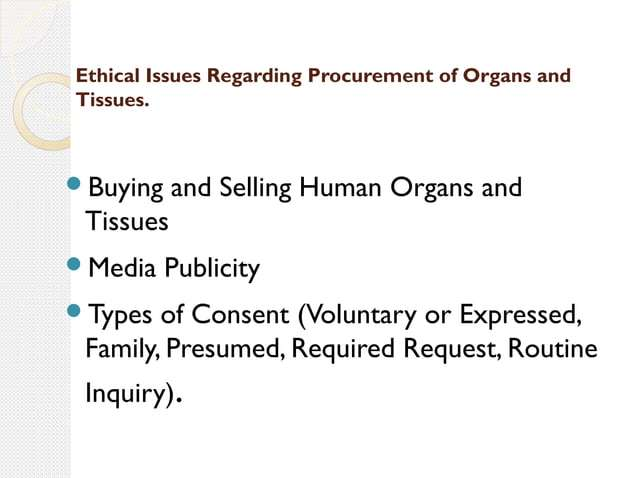 Ethical Issues Regarding Procurement of Organs and
Tissues.
Buying and Selling Human Organs and
Tissues
Media Publicity
Types of Consent (Voluntary or Expressed,
Family, Presumed, Required Request, Routine
Inquiry).